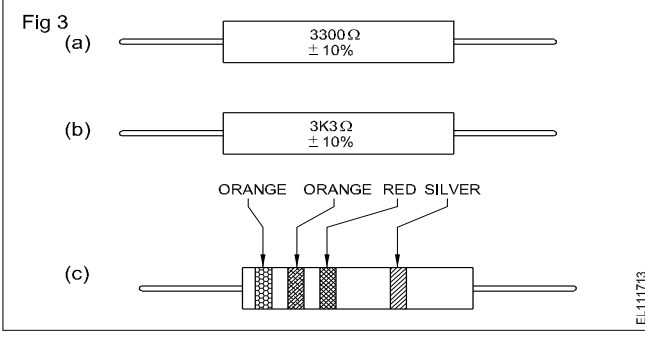 Fig 3
(a)
3300Ω
± 10%
(b)
3K3Ω
± 10%
ORANGE ORANGE RED SILVER
(c)
EL111713